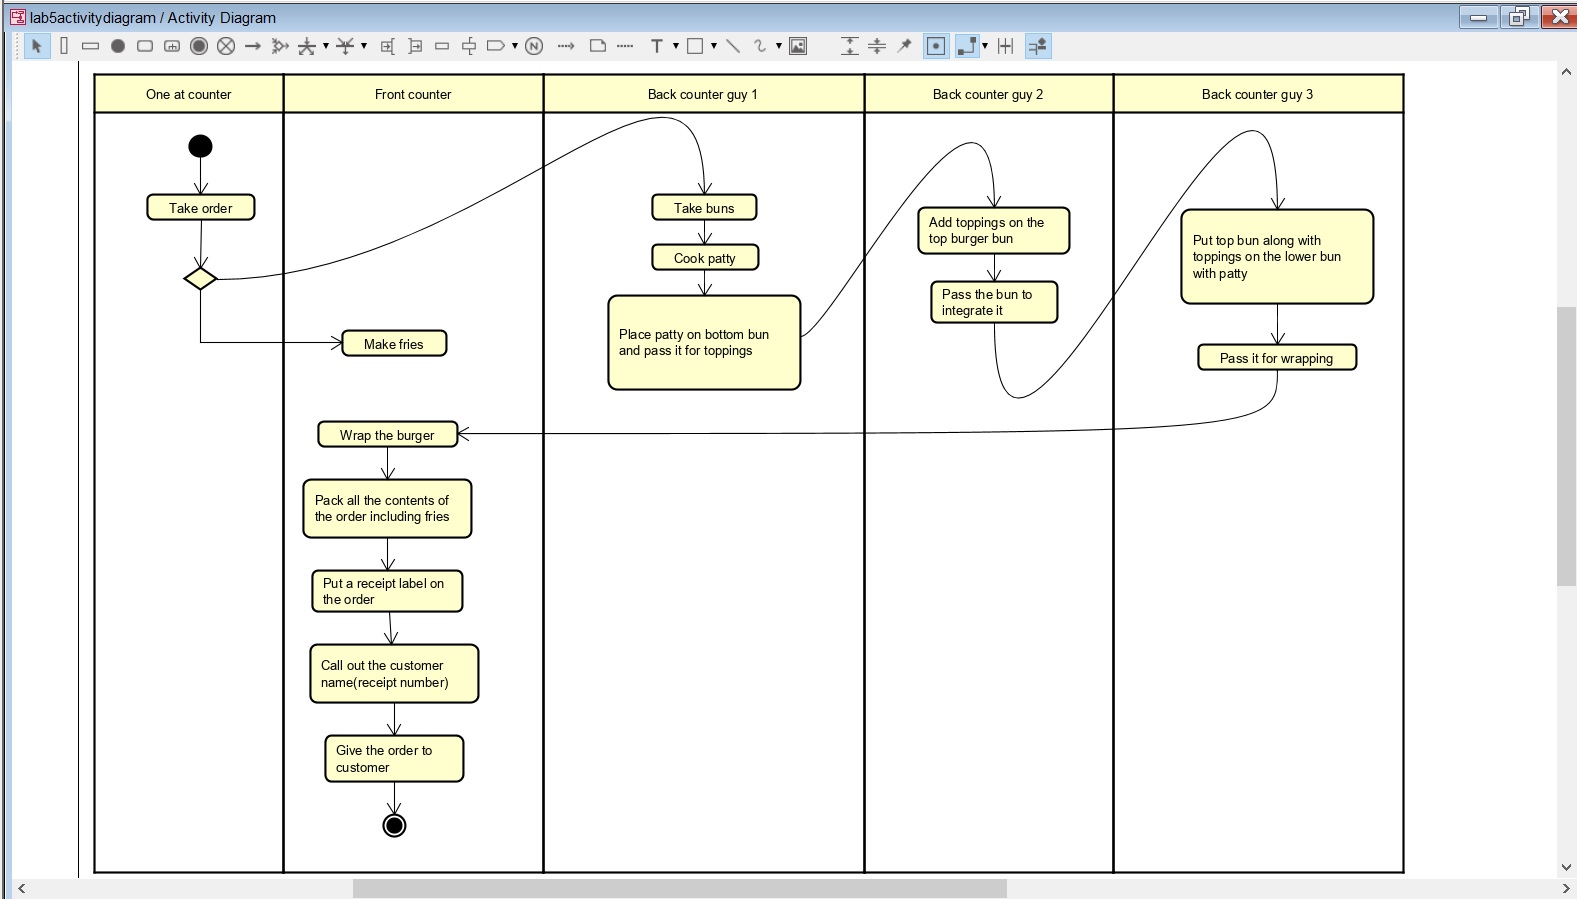 lab5activitydiagram / Activity Diagram
N
T
One at counter
Front counter
Back counter guy 1
Back counter guy 2
Back counter guy 3
Take order
Make fries
Take buns
Cook patty
Place patty on bottom bun
and pass it for toppings
Add toppings on the
top burger bun
Pass the bun to
integrate it
Put top bun along with
toppings on the lower bun
with patty
Pass it for wrapping
Wrap the burger
Pack all the contents of
the order including fries
Put a receipt label on
the order
Call out the customer
name(receipt number)
Give the order to
customer